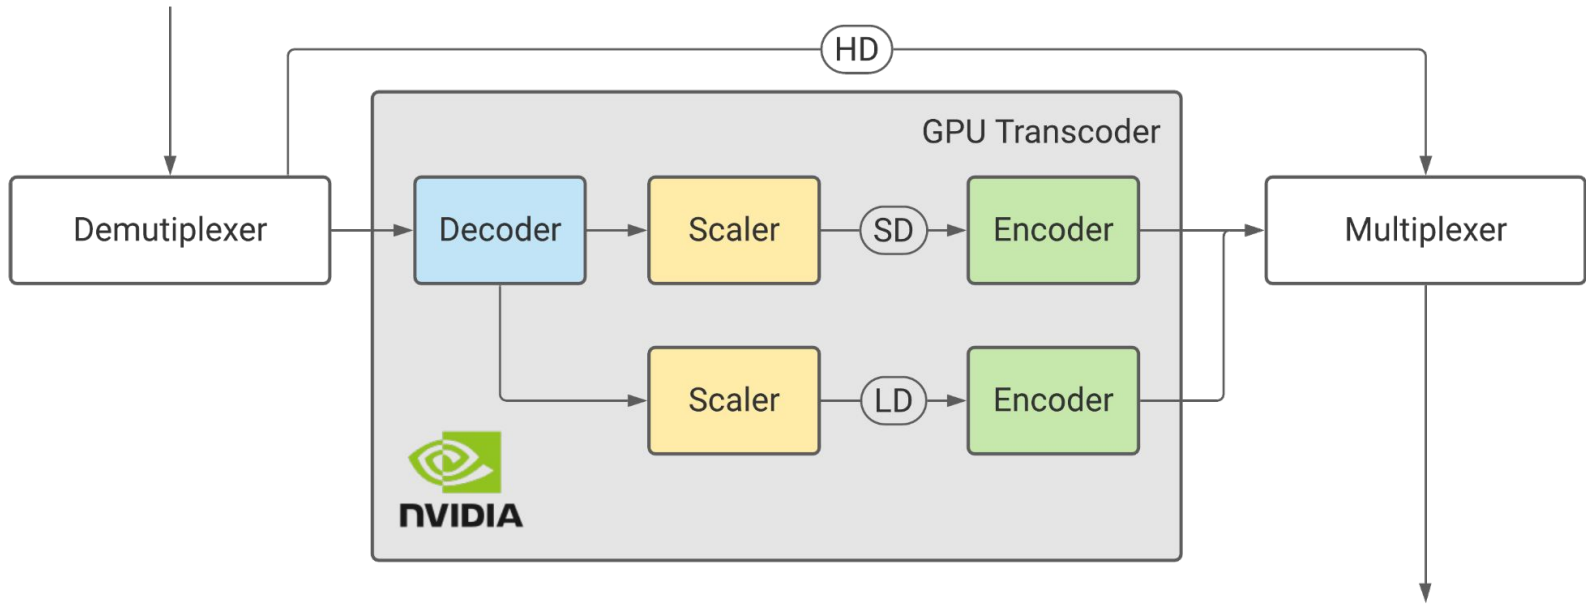 HD
GPU Transcoder
Demutiplexer
Decoder
Scaler
SD
Encoder
Multiplexer
Scaler
LD
Encoder
NVIDIA